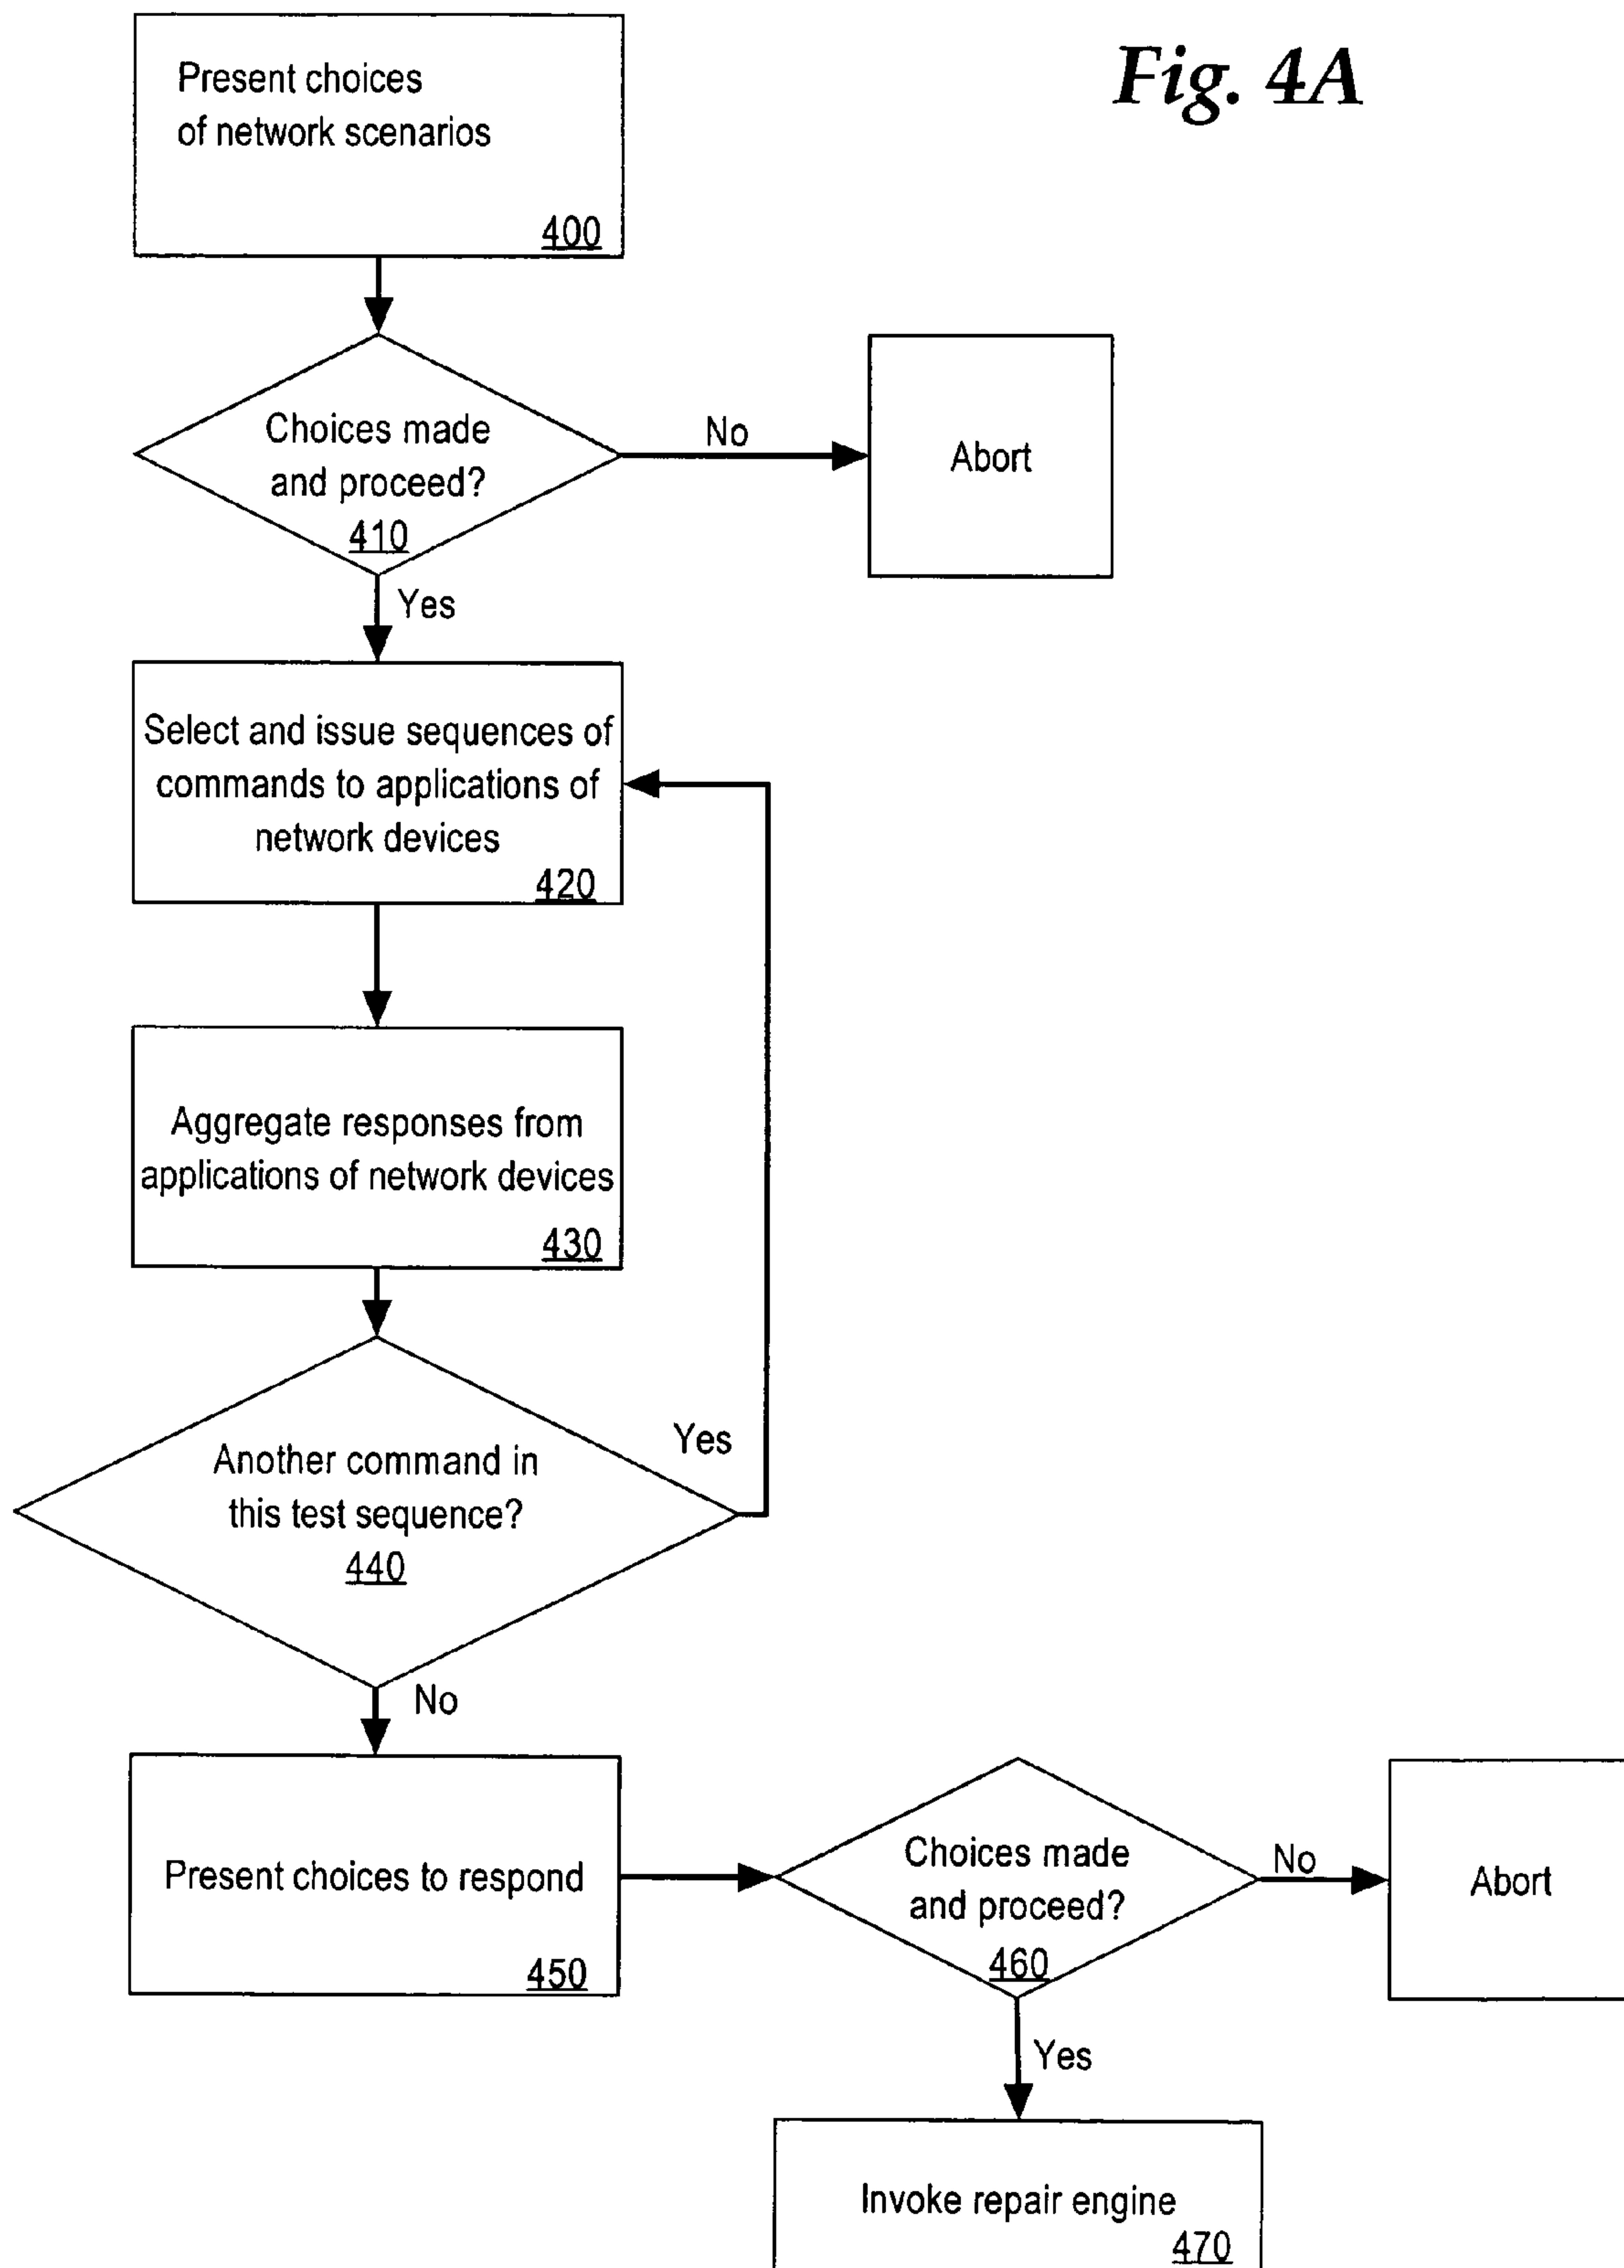 Fig. 4A
Present choices
of network scenarios
400
Choices made
and proceed?
410
No
Abort
Yes
Select and issue sequences of
commands to applications of
network devices
420
Aggregate responses from
applications of network devices
430
Another command in
this test sequence?
440
Yes
No
Present choices to respond
450
Choices made
and proceed?
460
No
Abort
Yes
Invoke repair engine
470